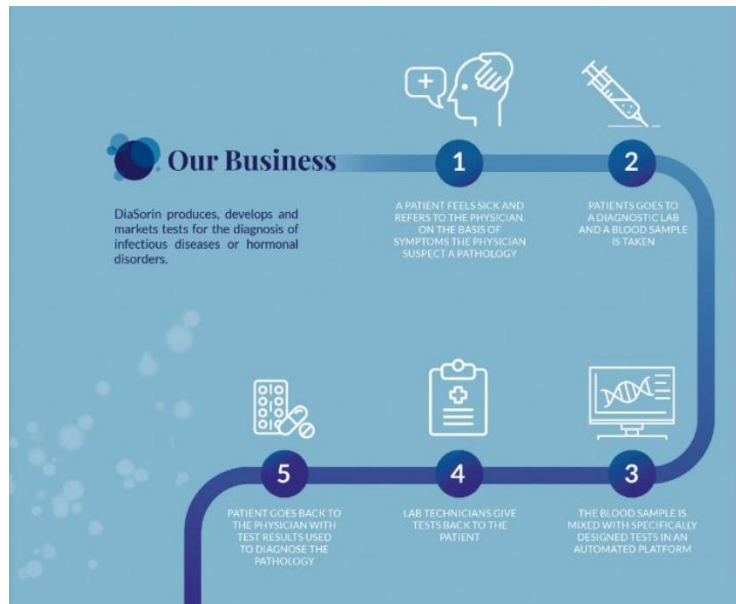 Our Business
DiaSorin produces, develops and
markets tests for the diagnosis of
infectious diseases or hormonal
disorders.
1
A PATIENT FEELS SICK AND
REFERS TO THE PHYSICIAN.
ON THE BASIS OF
SYMPTOMS THE PHYSICIAN
SUSPECT A PATHOLOGY
2
PATIENTS GOES TO
A DIAGNOSTIC LAB
AND A BLOOD SAMPLE
IS TAKEN
3
THE BLOOD SAMPLE IS
MIXED WITH SPECIFICALLY
DESIGNED TESTS IN AN
AUTOMATED PLATFORM
4
LAB TECHNICIANS GIVE
TESTS BACK TO THE
PATIENT
5
PATIENT GOES BACK TO
THE PHYSICIAN WITH
TEST RESULTS USED
TO DIAGNOSE THE
PATHOLOGY